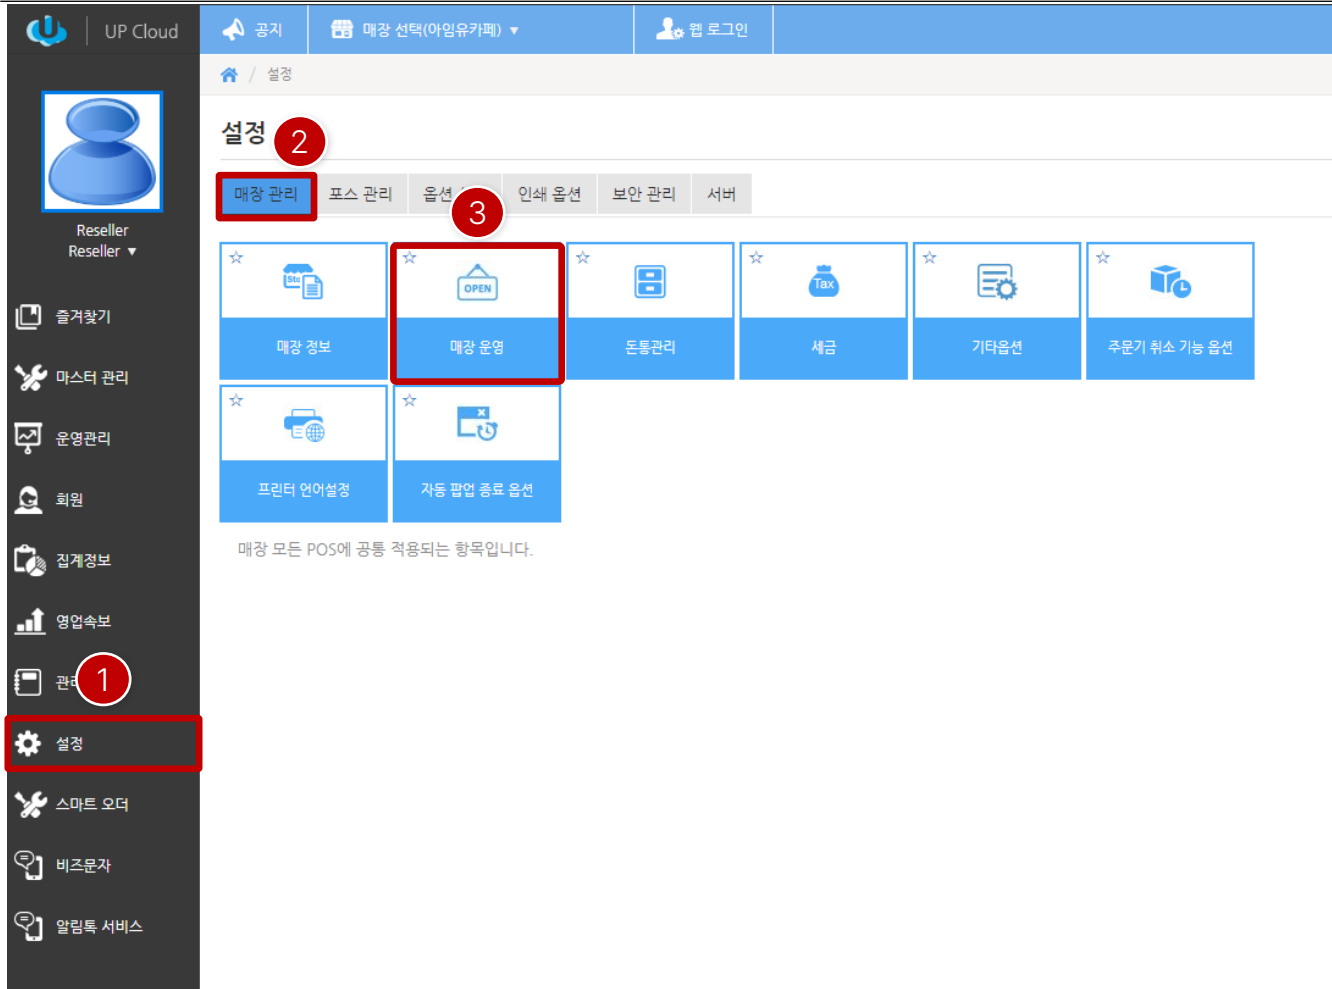 UP Cloud
공지
매장 선택(아임유카페) ▼
웹 로그인
/ 설정
설정
2
매장 관리
포스 관리
옵션
인쇄 옵션
보안 관리
서버
3
Reseller
Reseller ▼
즐겨찾기
마스터 관리
운영관리
회원
집계정보
영업속보
1
설정
스마트 오더
비즈문자
알림톡 서비스
Sto
매장 정보
OPEN
매장 운영
돈통관리
Tax
세금
기타옵션
주문기 취소 기능 옵션
프린터 언어설정
자동 팝업 종료 옵션
매장 모든 POS에 공통 적용되는 항목입니다.